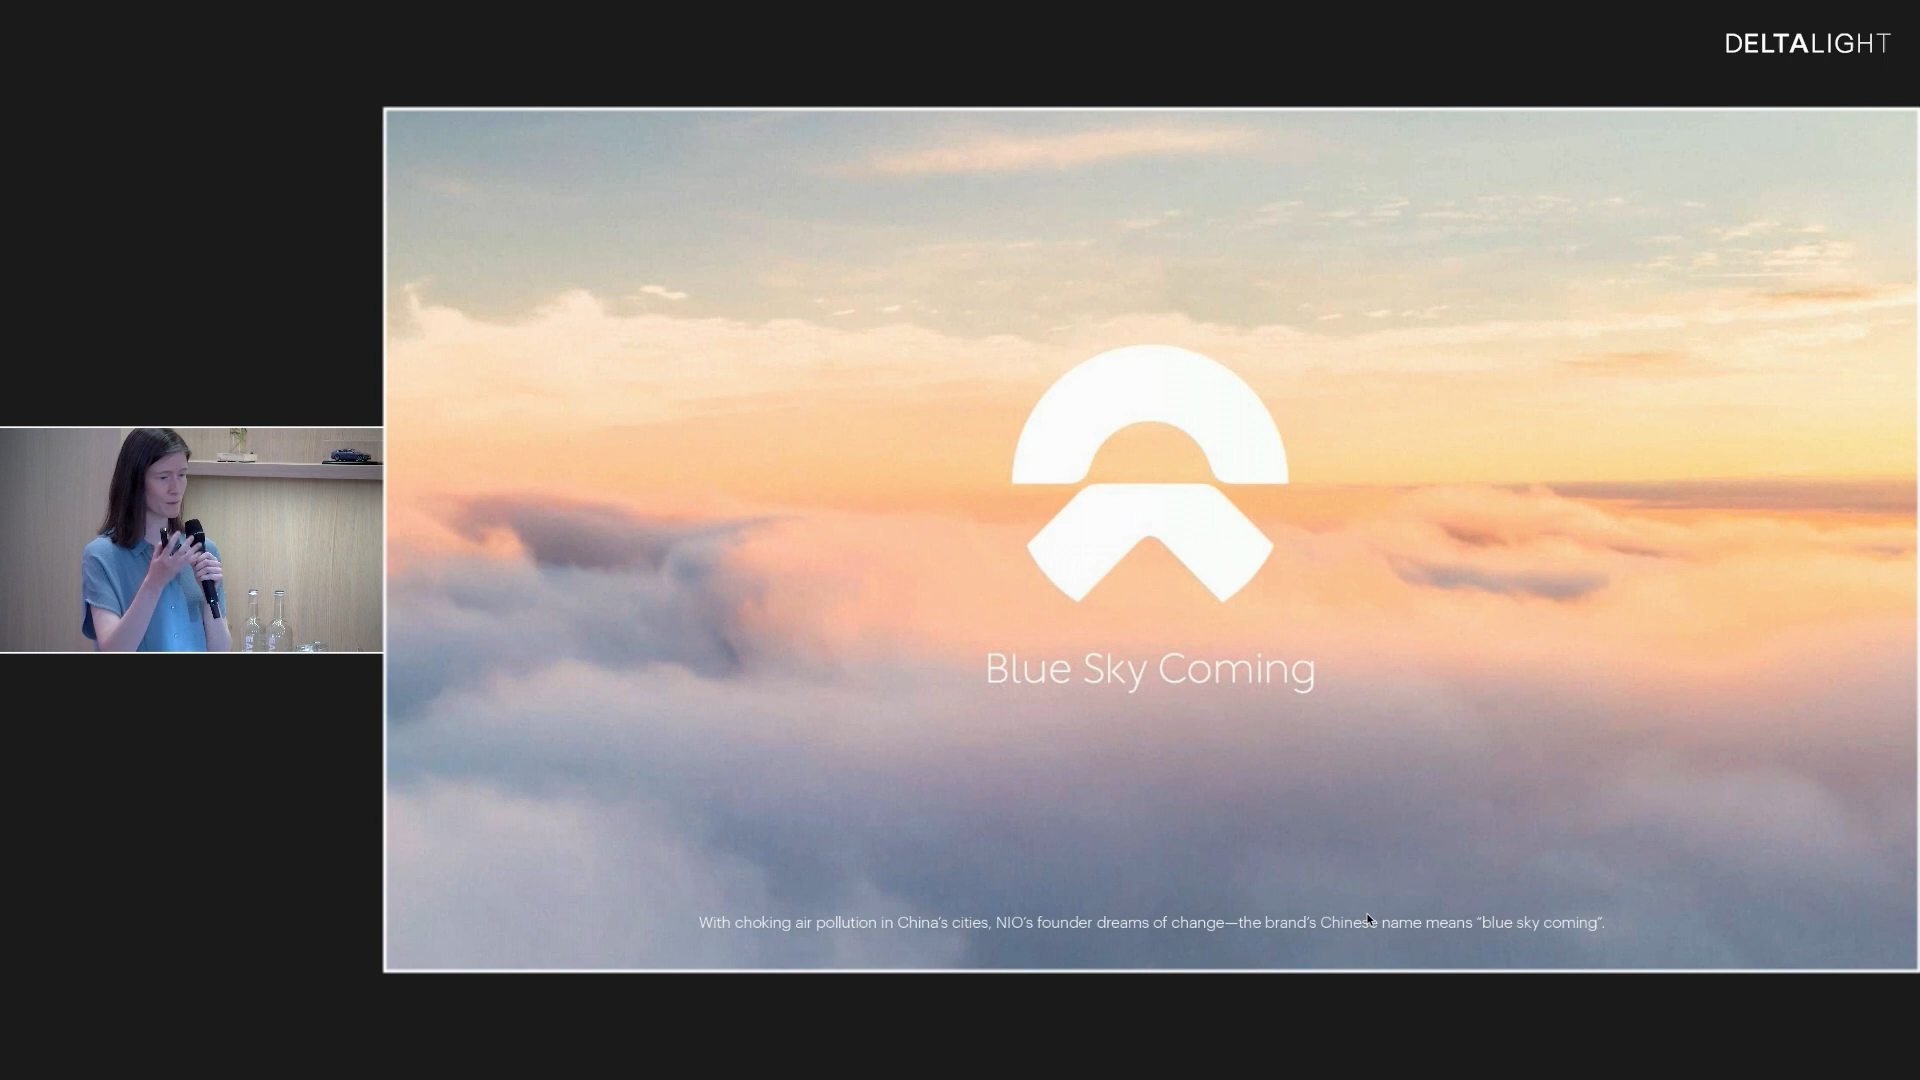 DELTALIGHT
Blue Sky Coming
With choking air pollution in China's cities, NIO's founder dreams of change—the brand's Chinese name means “blue sky coming”.